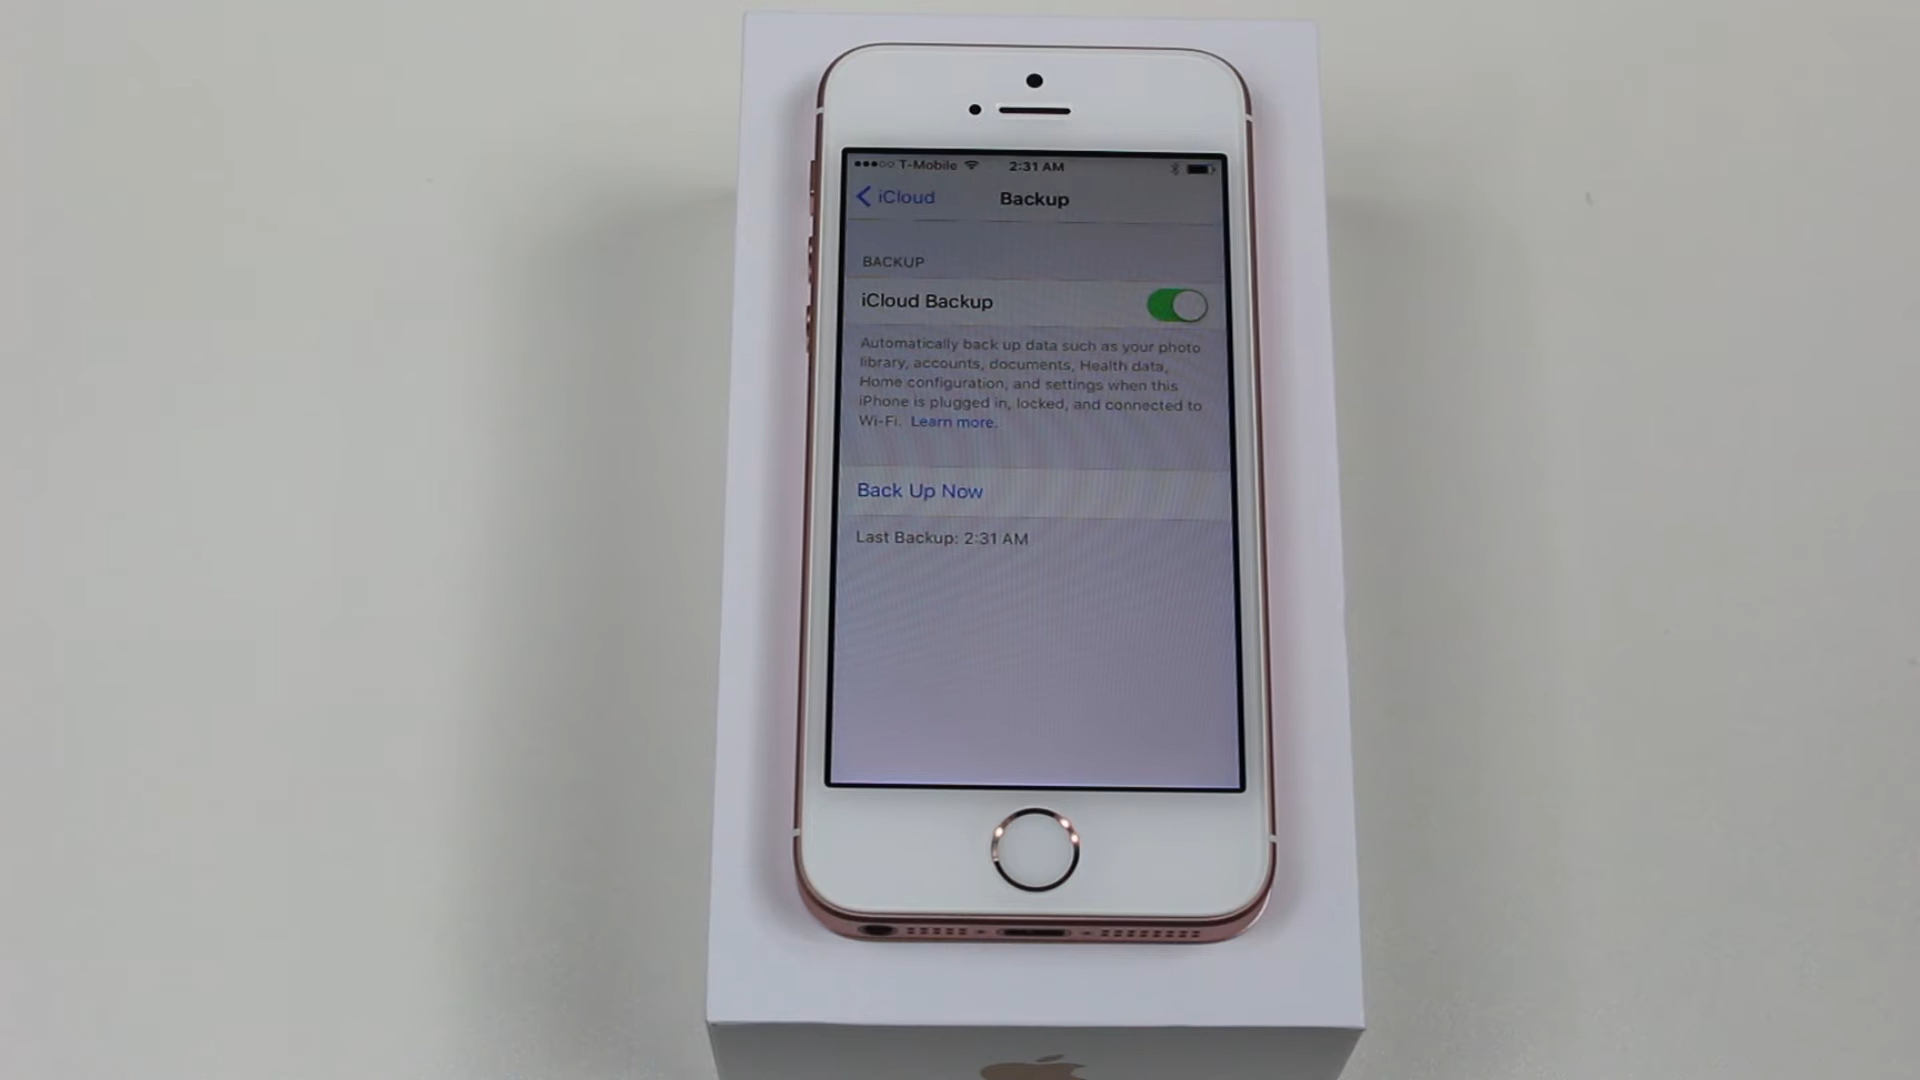 T-Mobile 2:31 AM
iCloud Backup
BACKUP
iCloud Backup
Automatically back up data such as your photo
library, accounts, documents, Health data,
Home configuration, and settings when this
iPhone is plugged in, locked, and connected to
Wi-Fi. Learn more.
Back Up Now
Last Backup: 2:31 AM